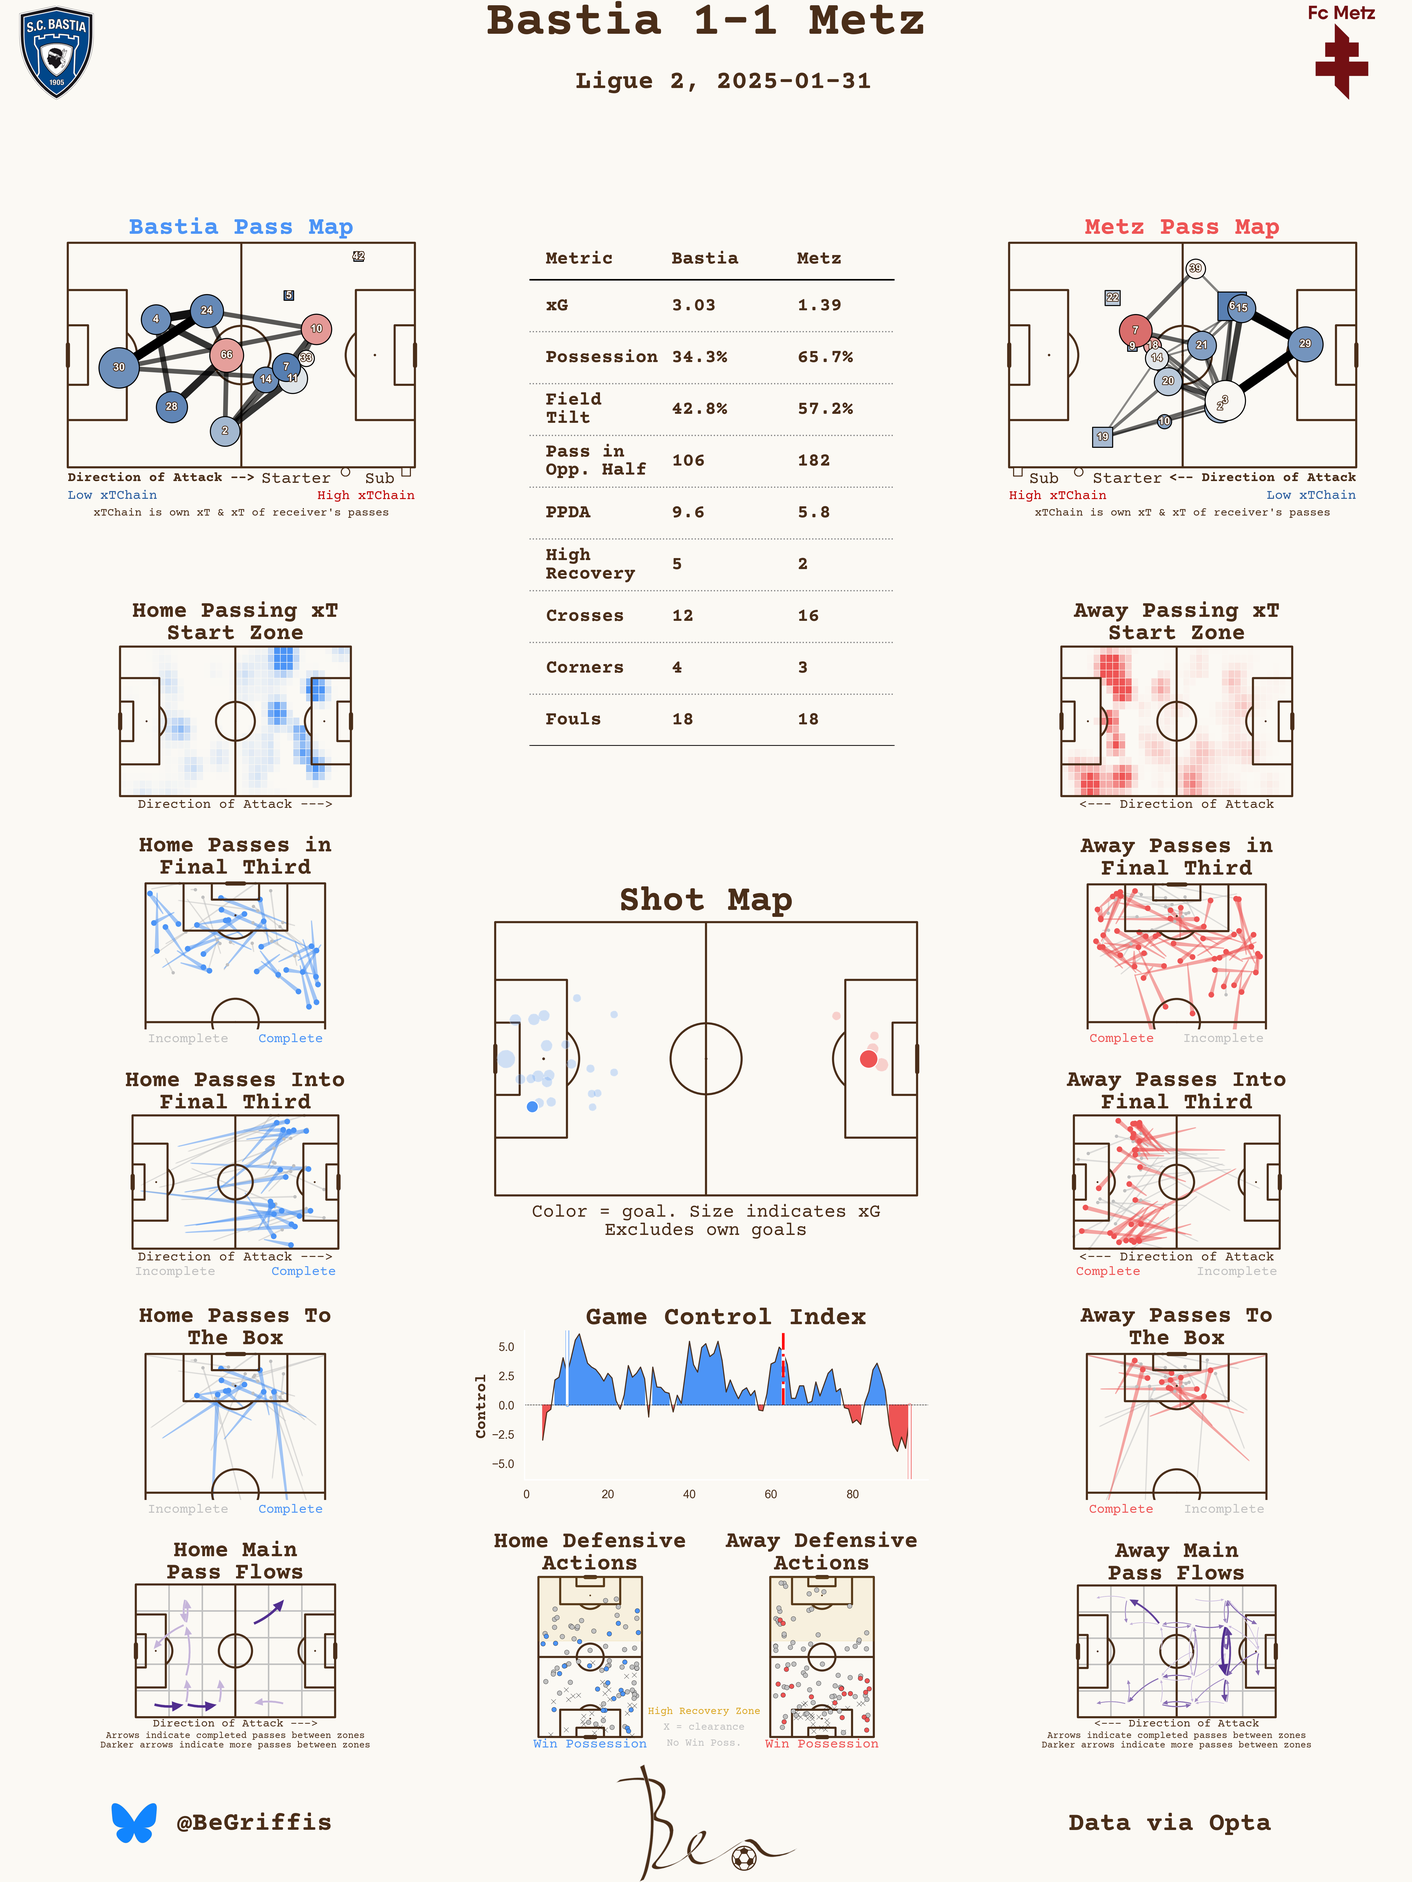 Bastia 1-1 Metz
Ligue 2, 2025-01-31
S.C. BASTIA
1905
Fc Metz
Bastia Pass Map
42
5
24
4
10
66
33
30
7
14
11
28
2
Direction of Attack --> Starter Sub
Low xTChain High xTChain
xTChain is own xT & xT of receiver's passes
Metric Bastia Metz
xG 3.03 1.39
Possession 34.3% 65.7%
Field
Tilt 42.8% 57.2%
Pass in
Opp. Half 106 182
PPDA 9.6 5.8
High
Recovery 5 2
Crosses 12 16
Corners 4 3
Fouls 18 18
Metz Pass Map
39
22
6
15
7
9
18
21
29
14
20
3
2
10
19
Sub Starter <-- Direction of Attack
High xTChain Low xTChain
xTChain is own xT & xT of receiver's passes
Home Passing xT
Start Zone
Direction of Attack --->
Away Passing xT
Start Zone
<--- Direction of Attack
Home Passes in
Final Third
Incomplete Complete
Away Passes in
Final Third
Complete Incomplete
Shot Map
Color = goal. Size indicates xG
Excludes own goals
Home Passes Into
Final Third
Direction of Attack --->
Incomplete Complete
Away Passes Into
Final Third
<--- Direction of Attack
Complete Incomplete
Home Passes To
The Box
Incomplete Complete
Game Control Index
Control
5.0
2.5
0.0
−2.5
−5.0
0 20 40 60 80
Away Passes To
The Box
Complete Incomplete
Home Main
Pass Flows
Direction of Attack --->
Arrows indicate completed passes between zones
Darker arrows indicate more passes between zones
Home Defensive
Actions
Win Possession
Away Defensive
Actions
Win Possession
High Recovery Zone
X = clearance
No Win Poss.
Away Main
Pass Flows
<--- Direction of Attack
Arrows indicate completed passes between zones
Darker arrows indicate more passes between zones
@BeGriffis
Ben
Data via Opta